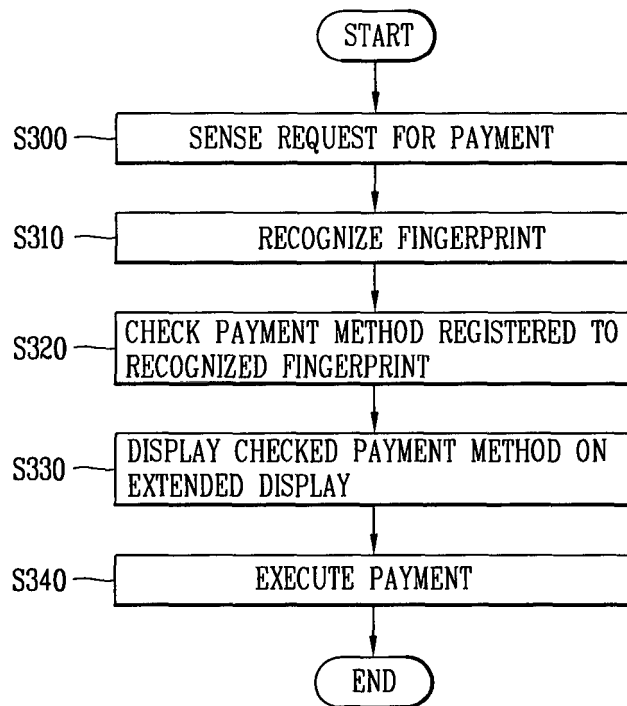 START
S300
SENSE REQUEST FOR PAYMENT
S310
RECOGNIZE FINGERPRINT
S320
CHECK PAYMENT METHOD REGISTERED TO
RECOGNIZED FINGERPRINT
S330
DISPLAY CHECKED PAYMENT METHOD ON
EXTENDED DISPLAY
S340
EXECUTE PAYMENT
END